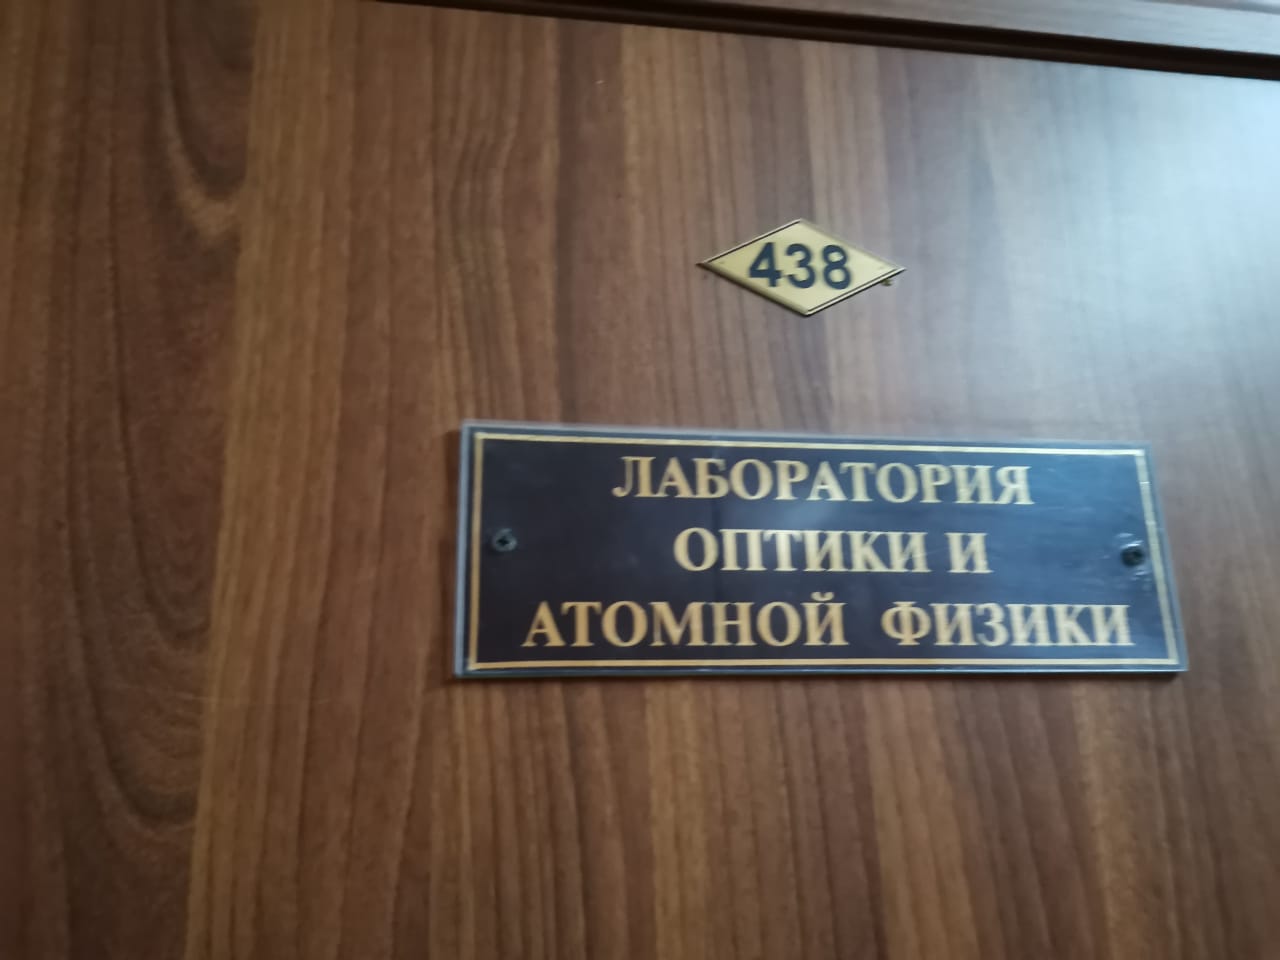 438
ЛАБОРАТОРИЯ
ОПТИКИ И
АТОМНОЙ ФИЗИКИ